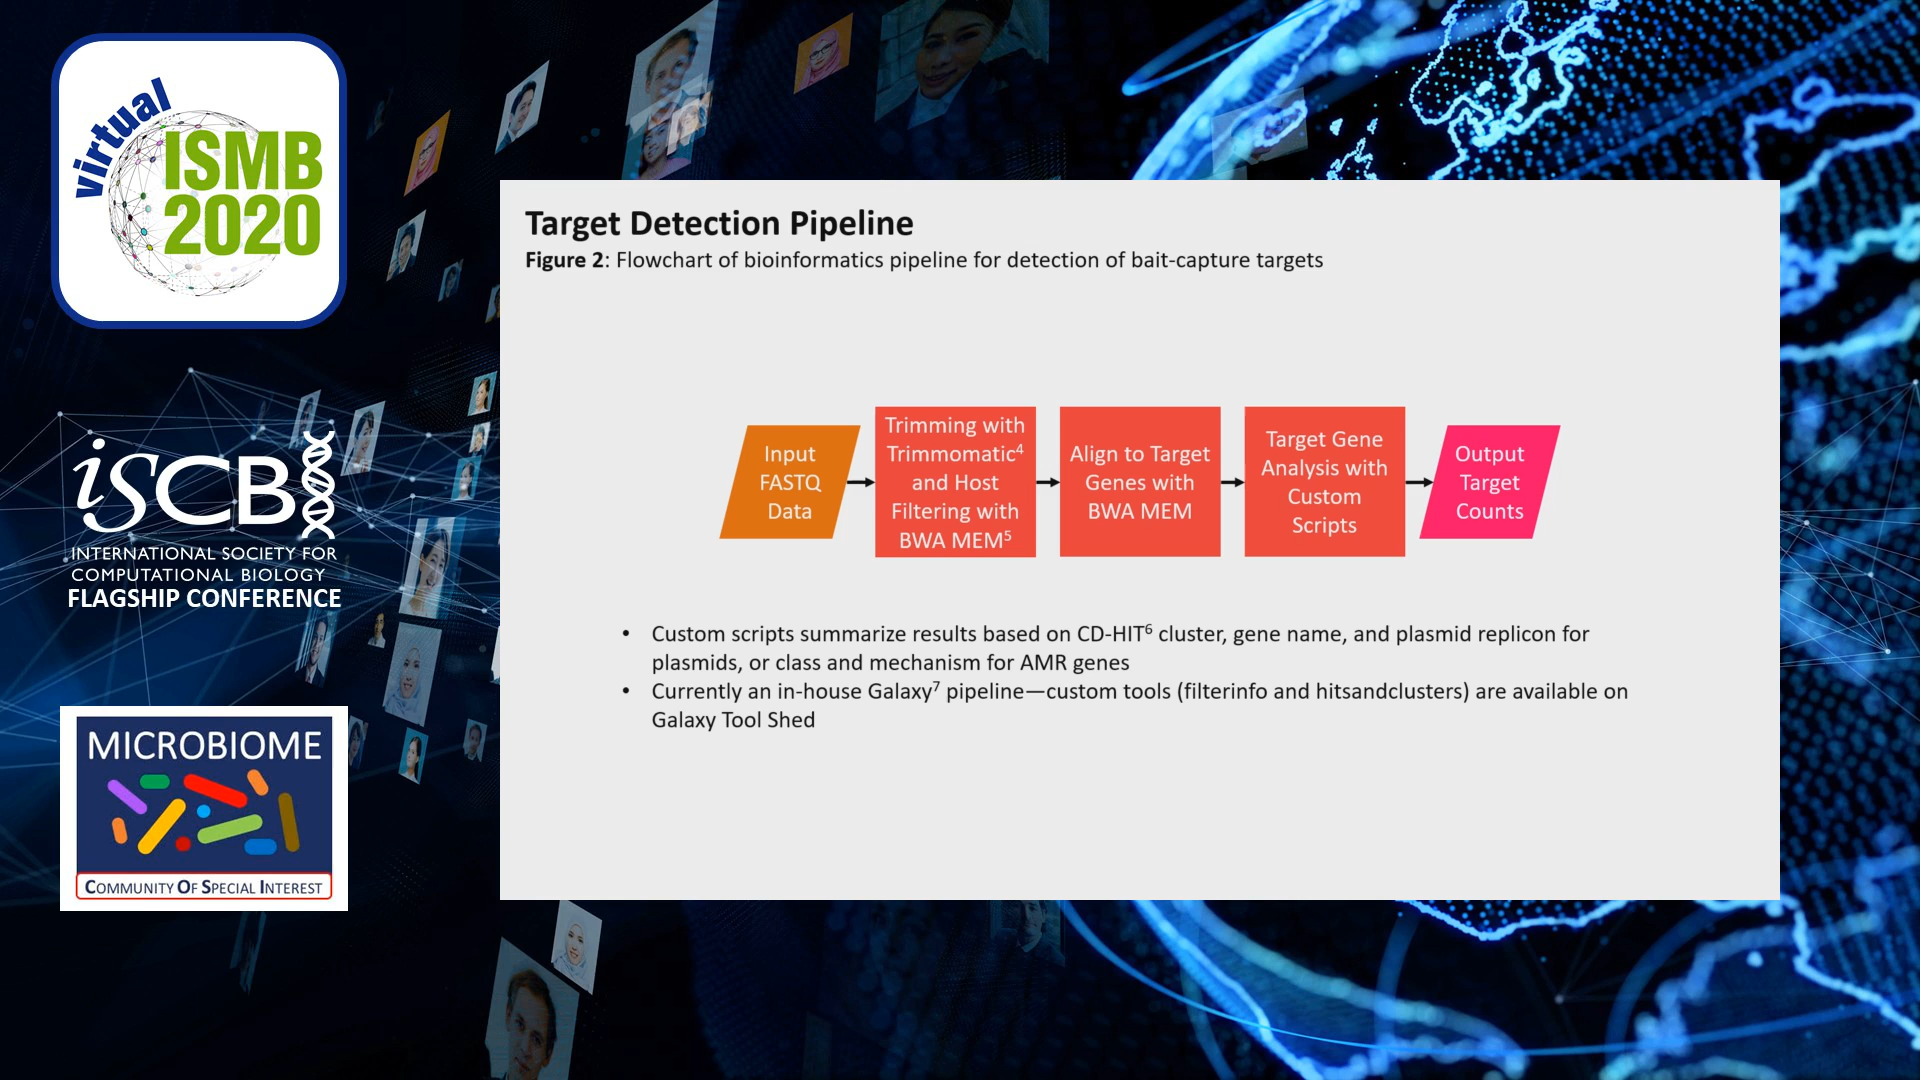 virtual
ISMB
2020
iSCB
INTERNATIONAL SOCIETY FOR
COMPUTATIONAL BIOLOGY
FLAGSHIP CONFERENCE
MICROBIOME
COMMUNITY OF SPECIAL INTEREST
Target Detection Pipeline
Figure 2: Flowchart of bioinformatics pipeline for detection of bait-capture targets
Input
FASTQ
Data
Trimming with
Trimmomatic⁴
and Host
Filtering with
BWA MEM⁵
Align to Target
Genes with
BWA MEM
Target Gene
Analysis with
Custom
Scripts
Output
Target
Counts
• Custom scripts summarize results based on CD-HIT⁶ cluster, gene name, and plasmid replicon for
plasmids, or class and mechanism for AMR genes
• Currently an in-house Galaxy⁷ pipeline—custom tools (filterinfo and hitsandclusters) are available on
Galaxy Tool Shed